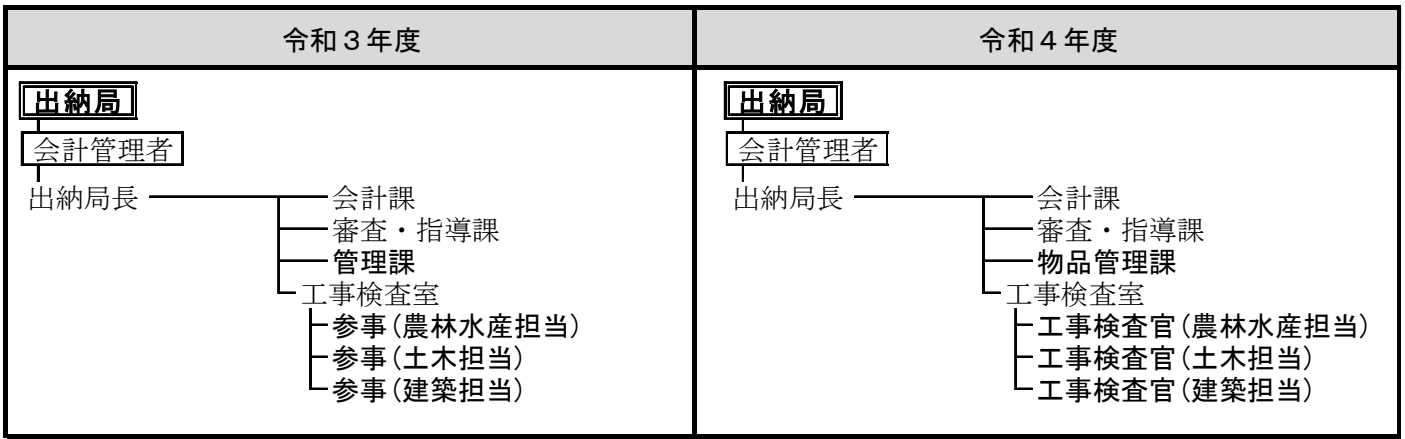 令和３年度
出納局
会計管理者
出納局長 会計課
審査・指導課
管理課
工事検査室
参事（農林水産担当）
参事（土木担当）
参事（建築担当）
令和４年度
出納局
会計管理者
出納局長 会計課
審査・指導課
物品管理課
工事検査室
工事検査官（農林水産担当）
工事検査官（土木担当）
工事検査官（建築担当）